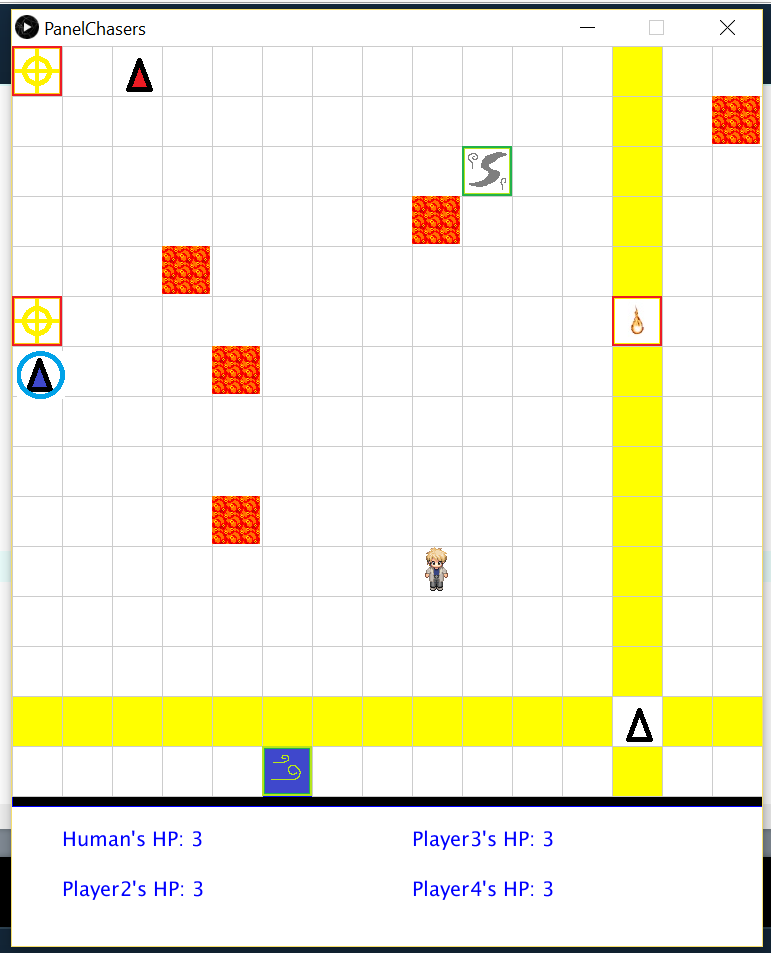 PanelChasers
Human's HP: 3
Player3's HP: 3
Player2's HP: 3
Player4's HP: 3